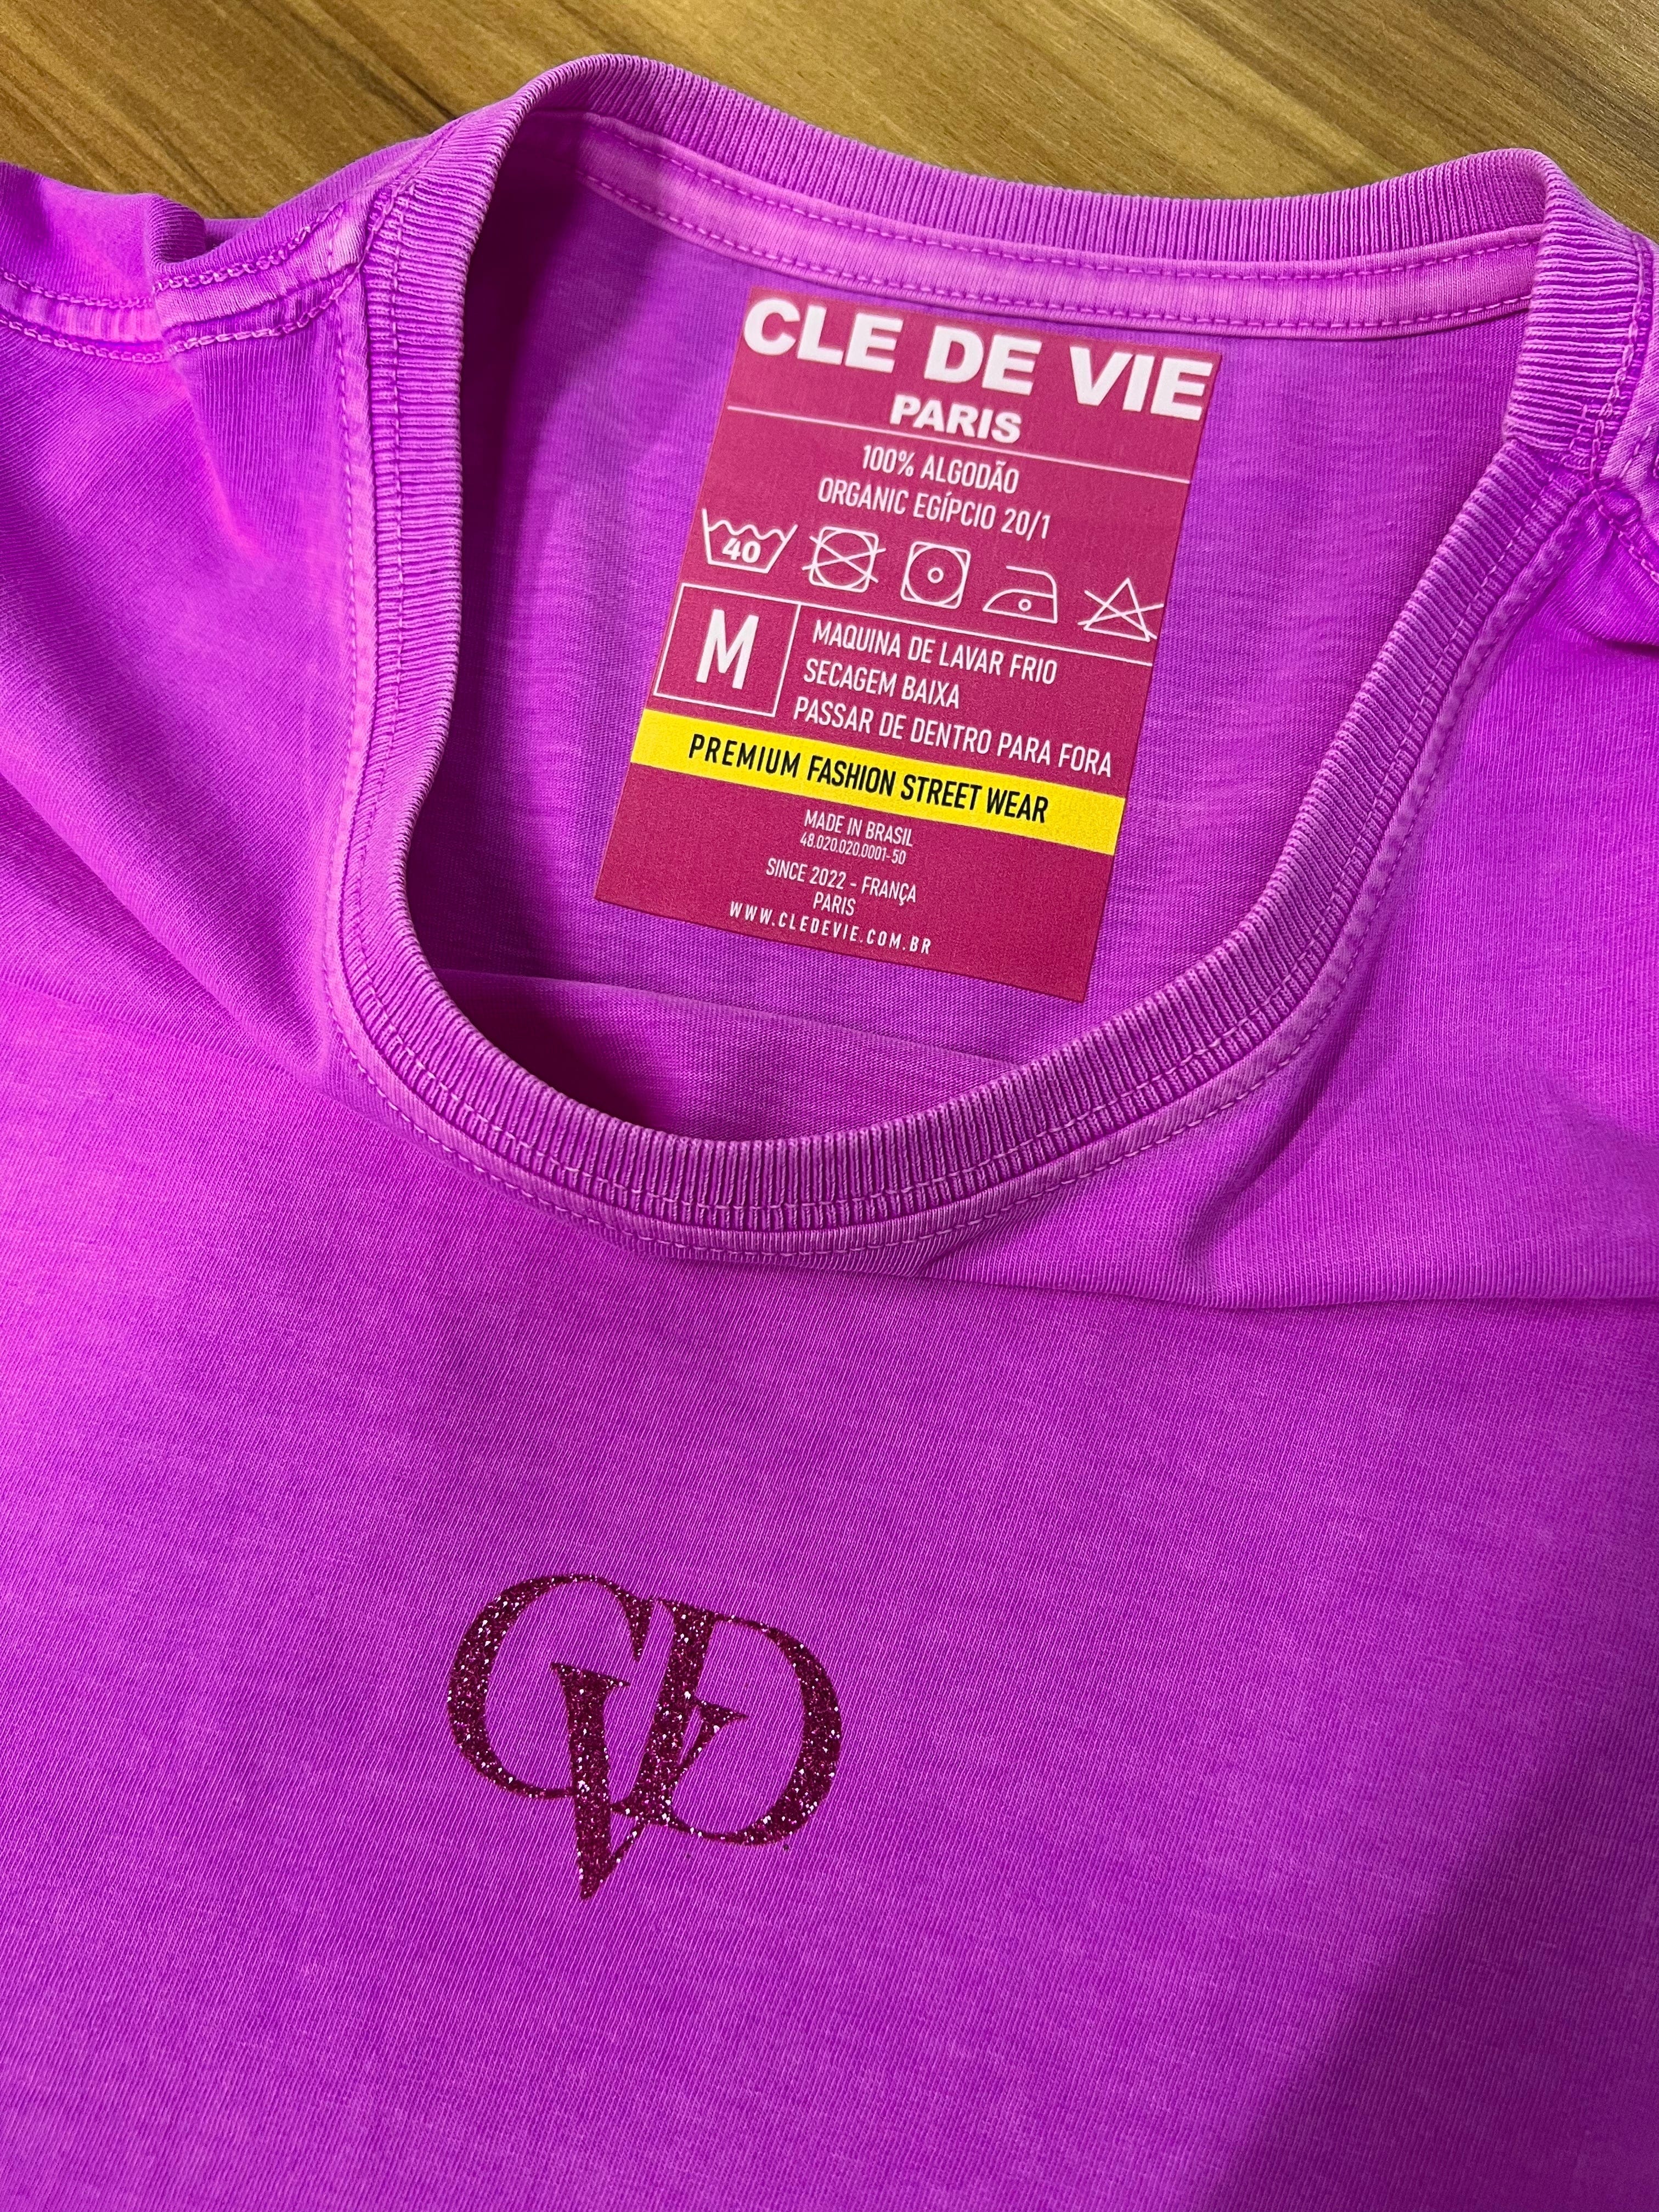 CLE DE VIE
PARIS
100% ALGODÃO
ORGANIC EGÍPCIO 20/1
40
M
MAQUINA DE LAVAR FRIO
SECAGEM BAIXA
PASSAR DE DENTRO PARA FORA
PREMIUM FASHION STREET WEAR
MADE IN BRASIL
48.020.020.0001-50
SINCE 2022 - FRANÇA
PARIS
WWW.CLEDEVIE.COM.BR
CVD